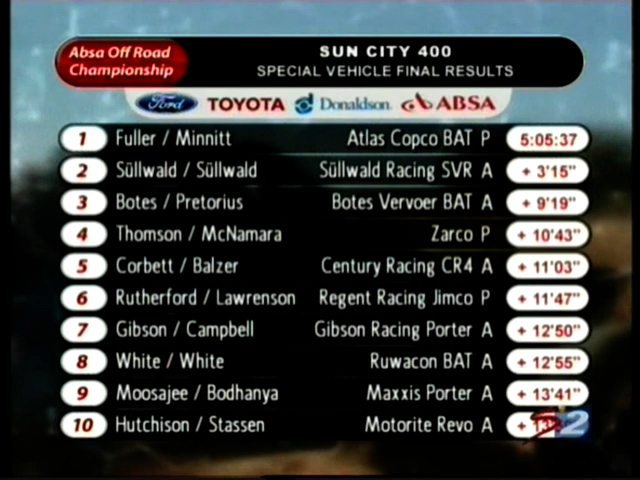 Absa Off Road
Championship
SUN CITY 400
SPECIAL VEHICLE FINAL RESULTS
Ford TOYOTA Donaldson ABSA
1 Fuller / Minnitt Atlas Copco BAT P 5:05:37
2 Süllwald / Süllwald Süllwald Racing SVR A + 3'15"
3 Botes / Pretorius Botes Vervoer BAT A + 9'19"
4 Thomson / McNamara Zarco P + 10'43"
5 Corbett / Balzer Century Racing CR4 A + 11'03"
6 Rutherford / Lawrenson Regent Racing Jimco P + 11'47"
7 Gibson / Campbell Gibson Racing Porter A + 12'50"
8 White / White Ruwacon BAT A + 12'55"
9 Moosajee / Bodhanya Maxxis Porter A + 13'41"
10 Hutchison / Stassen Motorite Revo A +
2